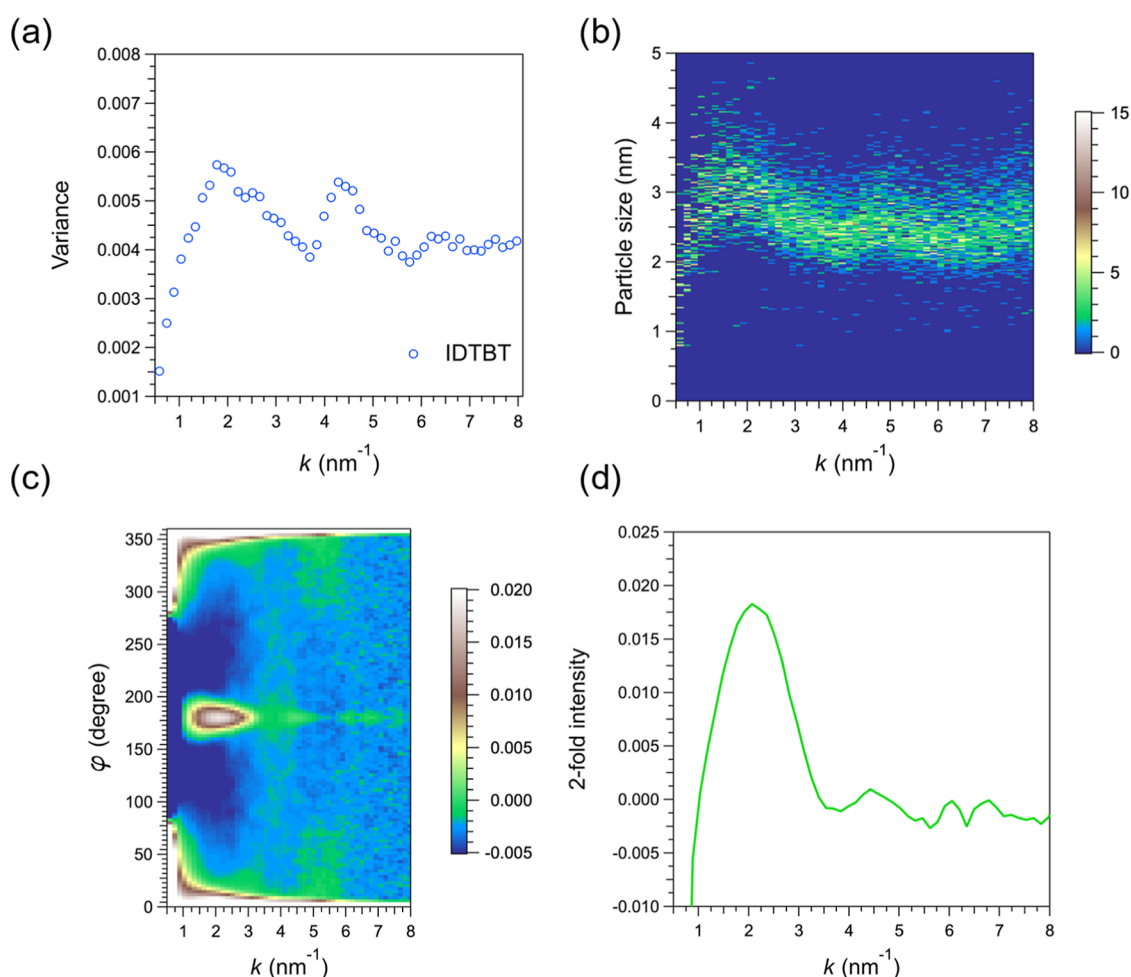 (a)
0.008
0.007
0.006
0.005
0.004
0.003
0.002
0.001
Variance
IDTBT
1 2 3 4 5 6 7 8
k (nm⁻¹)
(b)
5
4
3
2
1
0
Particle size (nm)
1 2 3 4 5 6 7 8
k (nm⁻¹)
15
10
5
0
(c)
350
300
250
200
150
100
50
0
φ (degree)
1 2 3 4 5 6 7 8
k (nm⁻¹)
0.020
0.015
0.010
0.005
0.000
-0.005
(d)
0.025
0.020
0.015
0.010
0.005
0.000
-0.005
-0.010
2-fold intensity
1 2 3 4 5 6 7 8
k (nm⁻¹)